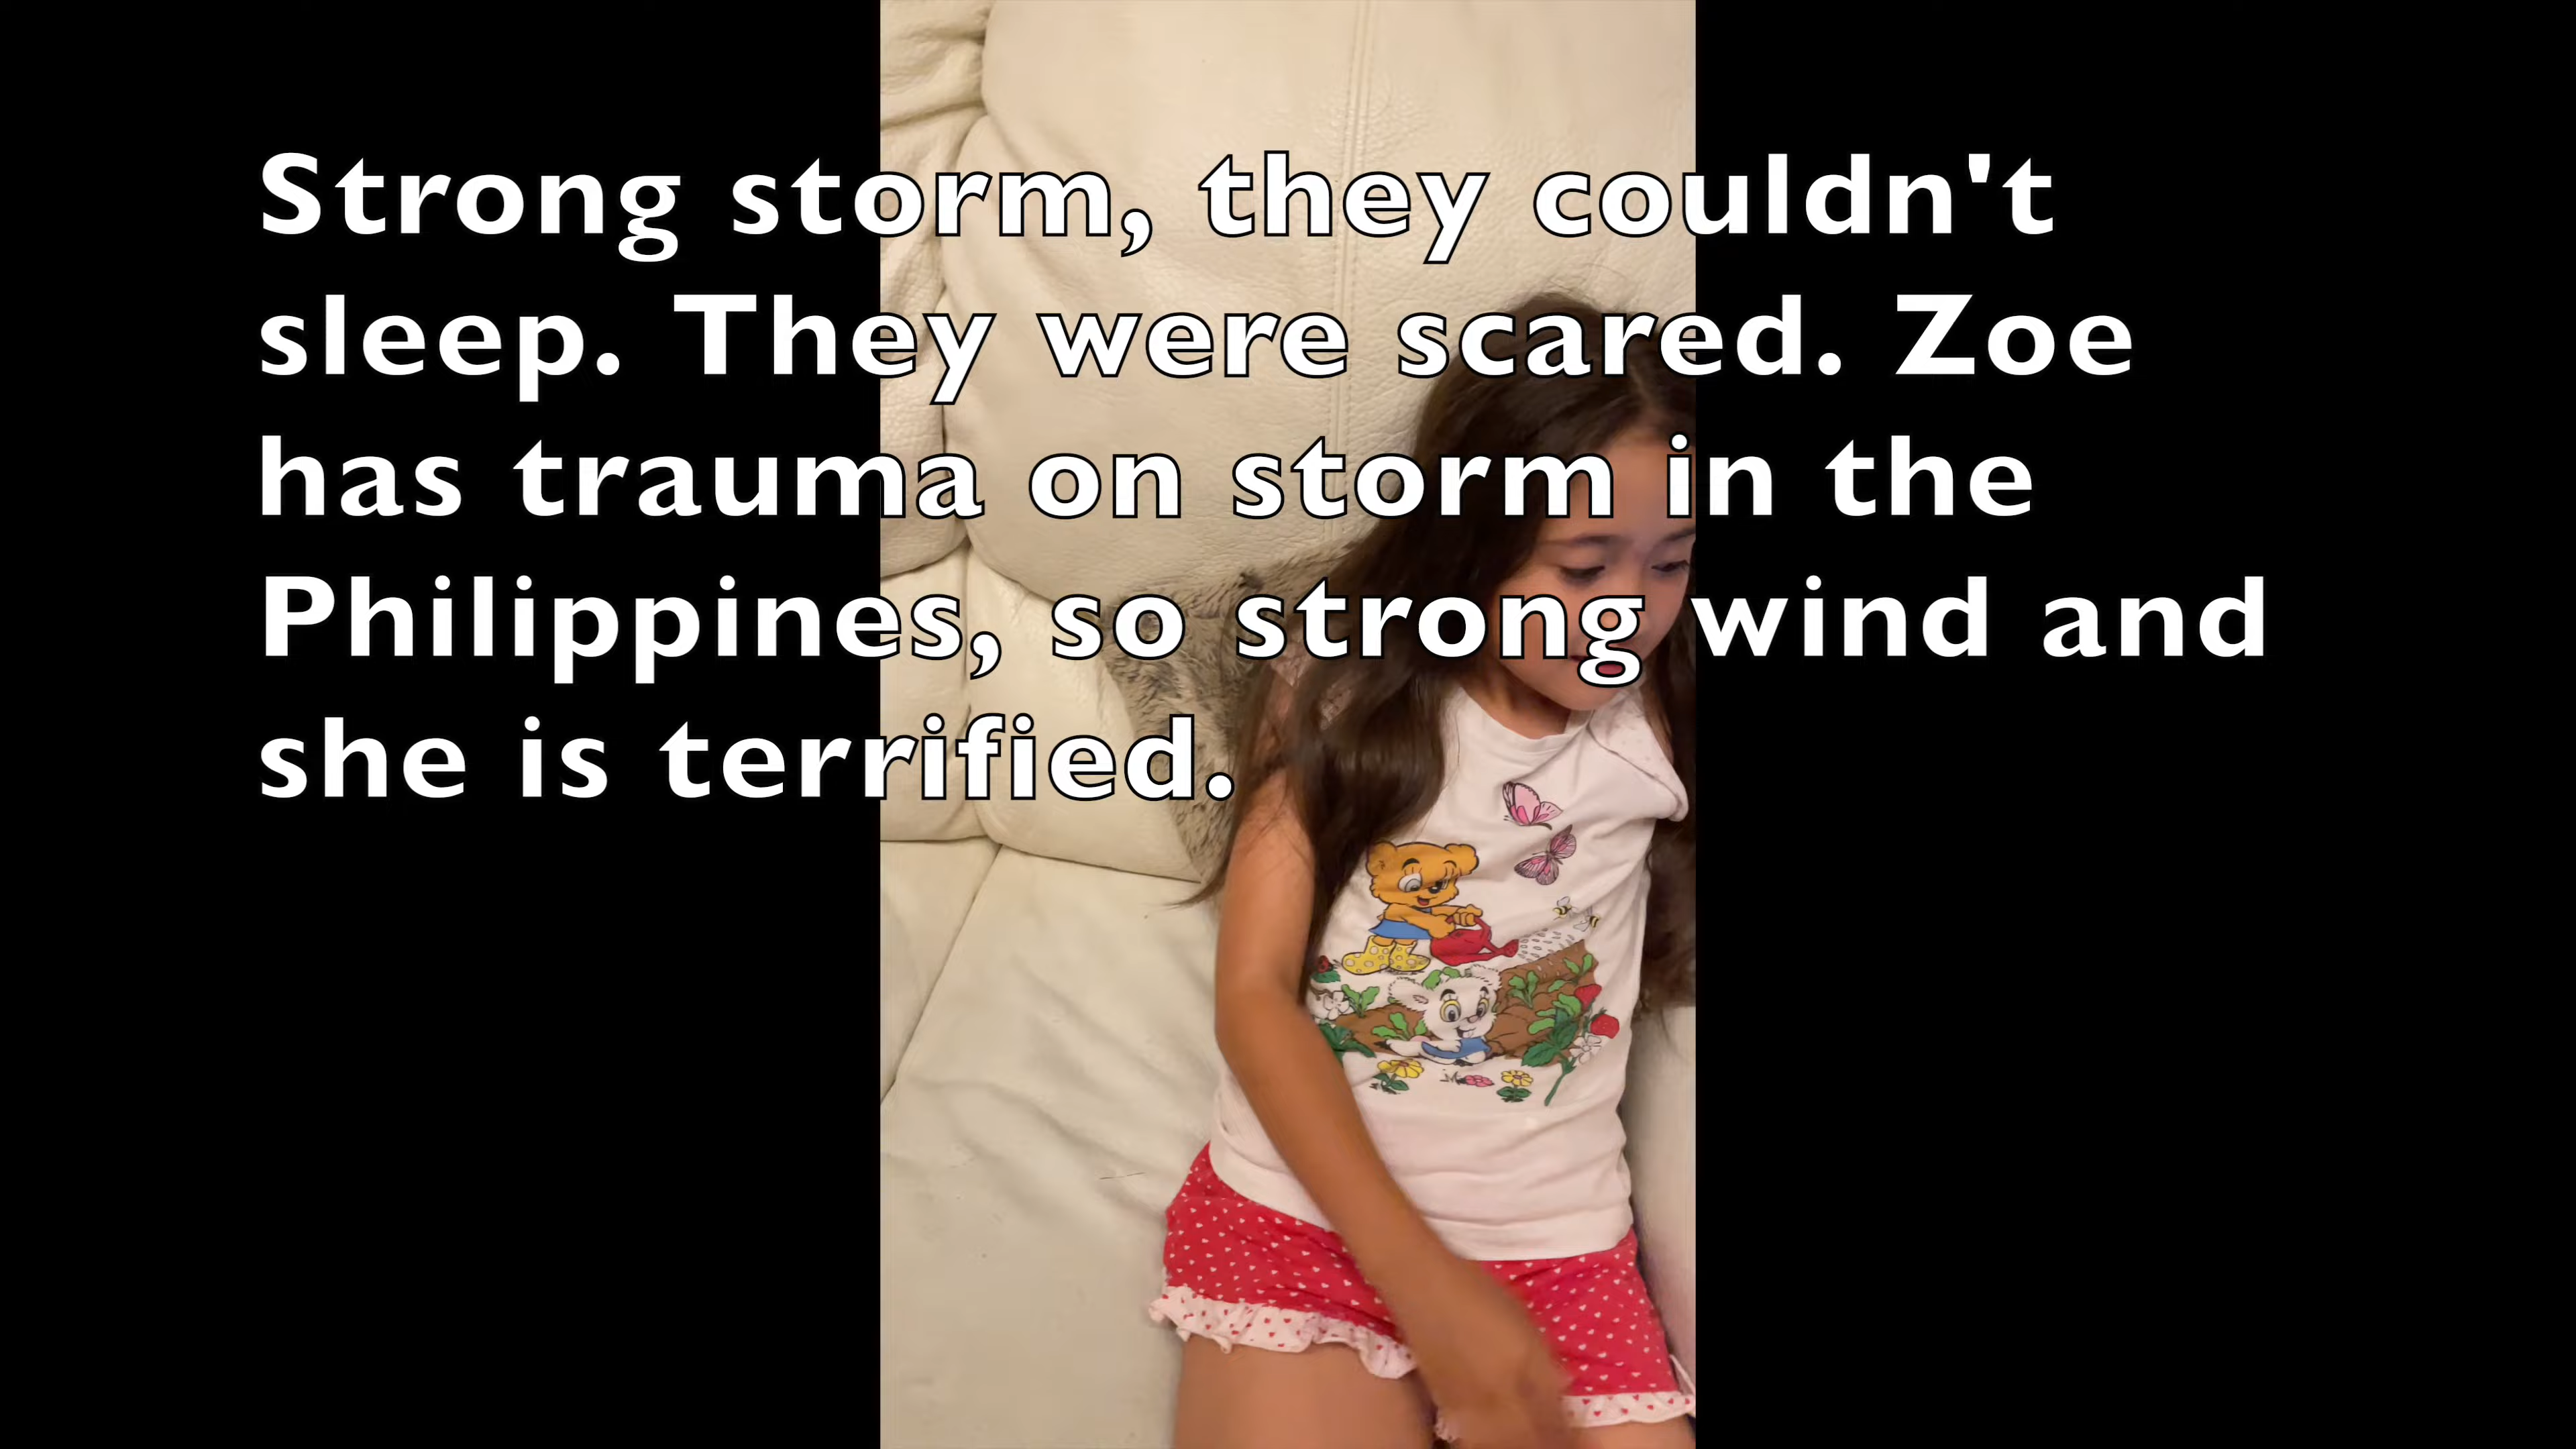 Strong storm, they couldn't
sleep. They were scared. Zoe
has trauma on storm in the
Philippines, so strong wind and
she is terrified.